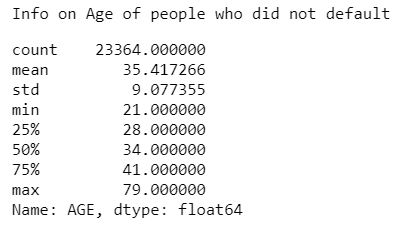 Info on Age of people who did not default
count    23364.000000
mean        35.417266
std          9.077355
min         21.000000
25%         28.000000
50%         34.000000
75%         41.000000
max         79.000000
Name: AGE, dtype: float64